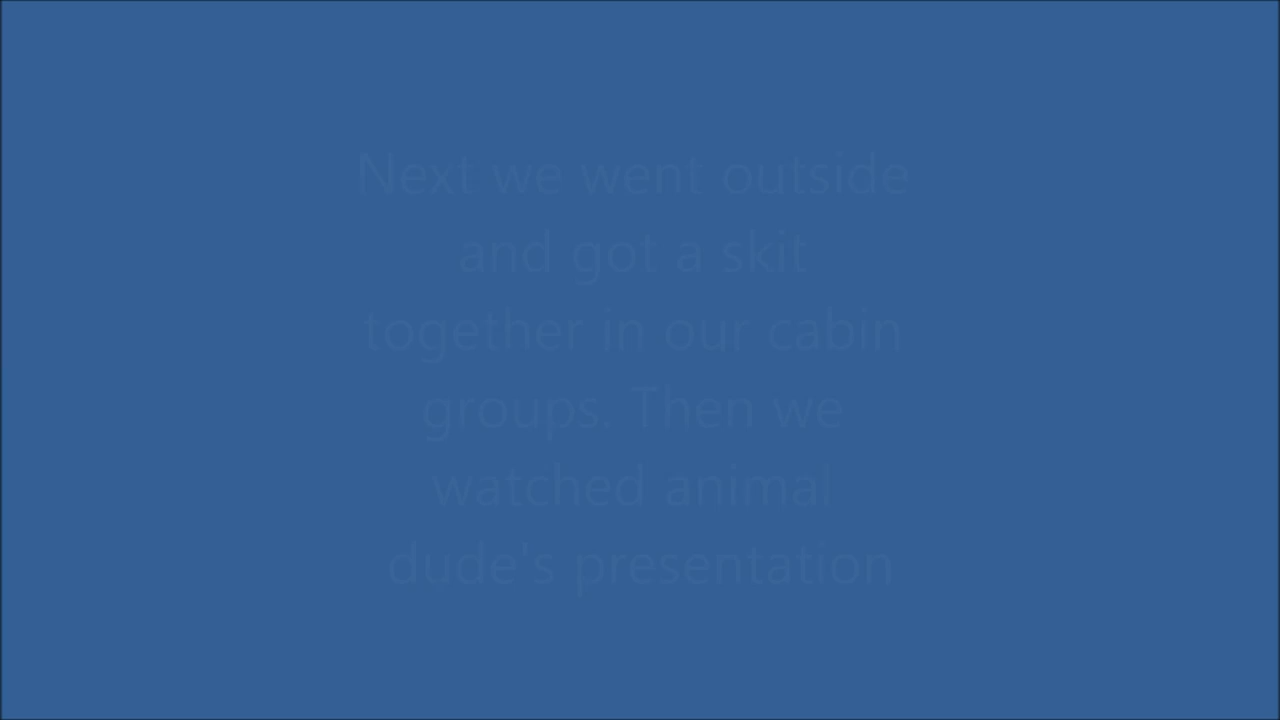 Next we went outside
and got a skit
together in our cabin
groups. Then we
watched animal
dude's presentation